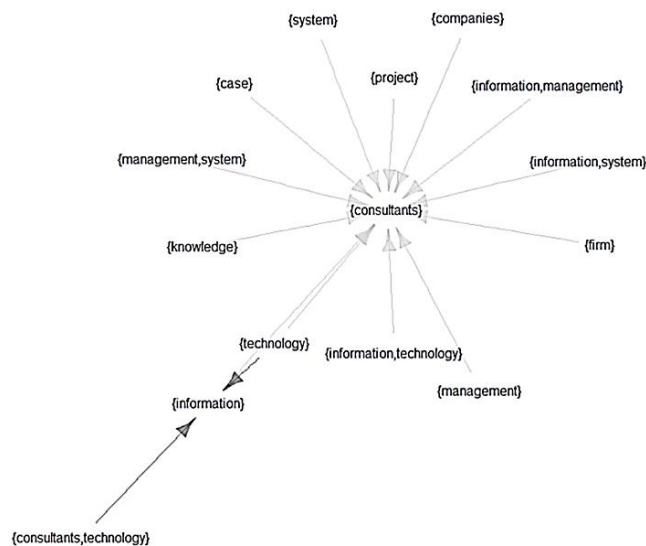 {companies}
{system}
{project}
{case}
{information,management}
{management,system}
{information,system}
{consultants}
{knowledge}
{firm}
{technology}
{information,technology}
{management}
{information}
{consultants,technology}